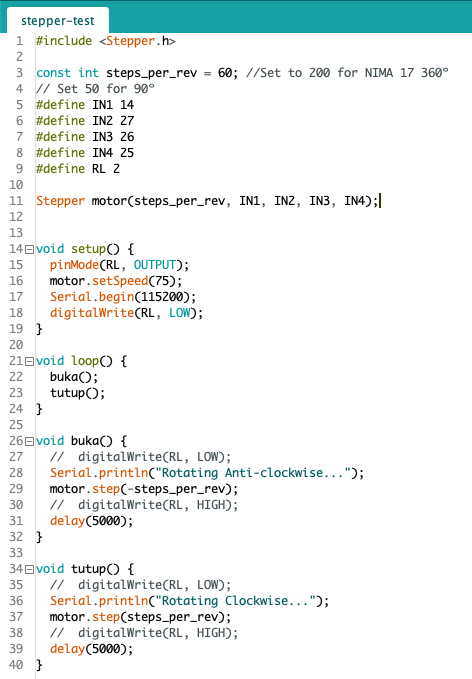 stepper-test
1 #include <Stepper.h>
2
3 const int steps_per_rev = 60; //Set to 200 for NIMA 17 360º
4 // Set 50 for 90º
5 #define IN1 14
6 #define IN2 27
7 #define IN3 26
8 #define IN4 25
9 #define RL 2
10
11 Stepper motor(steps_per_rev, IN1, IN2, IN3, IN4);
12
13
14 void setup() {
15   pinMode(RL, OUTPUT);
16   motor.setSpeed(75);
17   Serial.begin(115200);
18   digitalWrite(RL, LOW);
19 }
20
21 void loop() {
22   buka();
23   tutup();
24 }
25
26 void buka() {
27   //  digitalWrite(RL, LOW);
28   Serial.println("Rotating Anti-clockwise...");
29   motor.step(-steps_per_rev);
30   //  digitalWrite(RL, HIGH);
31   delay(5000);
32 }
33
34 void tutup() {
35   //  digitalWrite(RL, LOW);
36   Serial.println("Rotating Clockwise...");
37   motor.step(steps_per_rev);
38   //  digitalWrite(RL, HIGH);
39   delay(5000);
40 }